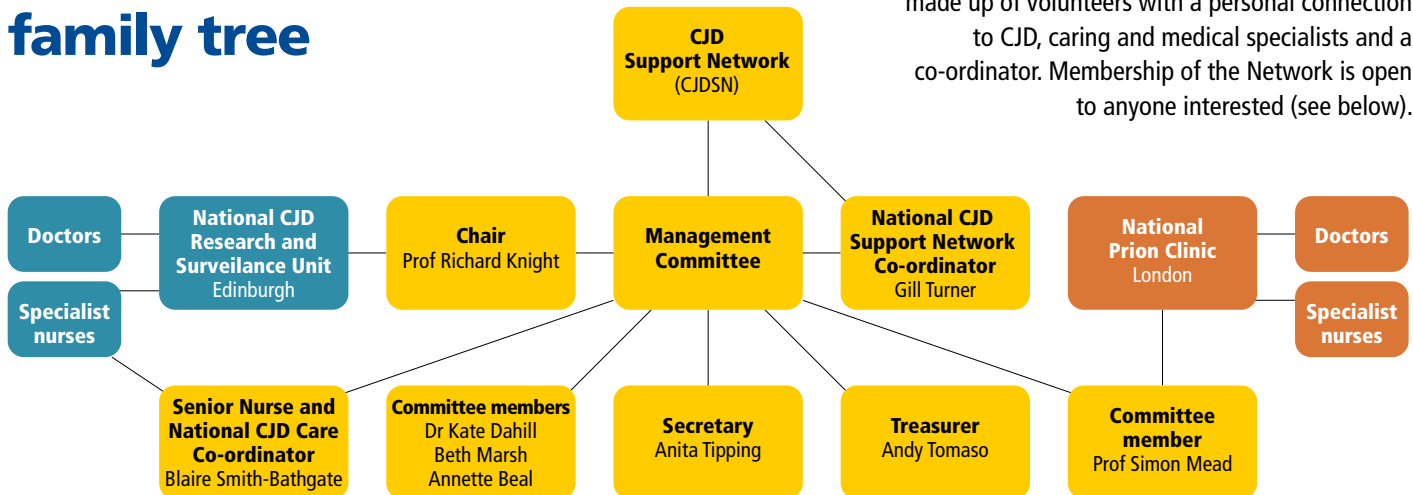 family tree
made up of volunteers with a personal connection
to CJD, caring and medical specialists and a
co-ordinator. Membership of the Network is open
to anyone interested (see below).
CJD
Support Network
(CJDSN)
Doctors
Specialist
nurses
National CJD
Research and
Surveilance Unit
Edinburgh
Chair
Prof Richard Knight
Management
Committee
National CJD
Support Network
Co-ordinator
Gill Turner
National
Prion Clinic
London
Doctors
Specialist
nurses
Senior Nurse and
National CJD Care
Co-ordinator
Blaire Smith-Bathgate
Committee members
Dr Kate Dahill
Beth Marsh
Annette Beal
Secretary
Anita Tipping
Treasurer
Andy Tomaso
Committee
member
Prof Simon Mead